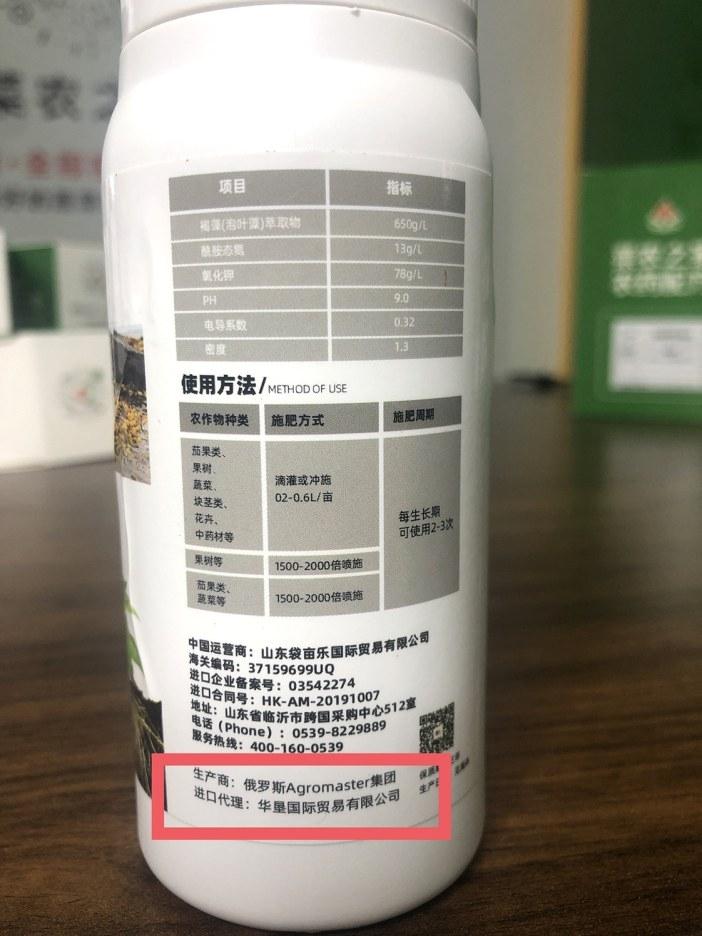 项目 指标
褐藻(泡叶藻)萃取物 650g/L
酰胺态氮 13g/L
氯化钾 78g/L
PH 9.0
电导系数 0.32
密度 1.3
使用方法/METHOD OF USE
农作物种类 施肥方式 施肥周期
茄果类、
果树、
蔬菜、
块茎类、
花卉、
中药材等
滴灌或冲施
02-0.6L/亩
每生长期
可使用2-3次
果树等 1500-2000倍喷施
茄果类、
蔬菜等
1500-2000倍喷施
中国运营商：山东袋亩乐国际贸易有限公司
海关编码：37159699UQ
进口企业备案号：03542274
进口合同号：HK-AM-20191007
地址：山东省临沂市跨国采购中心512室
电话（Phone）：0539-8229889
服务热线：400-160-0539
生产商：俄罗斯Agromaster集团
进口代理：华垦国际贸易有限公司